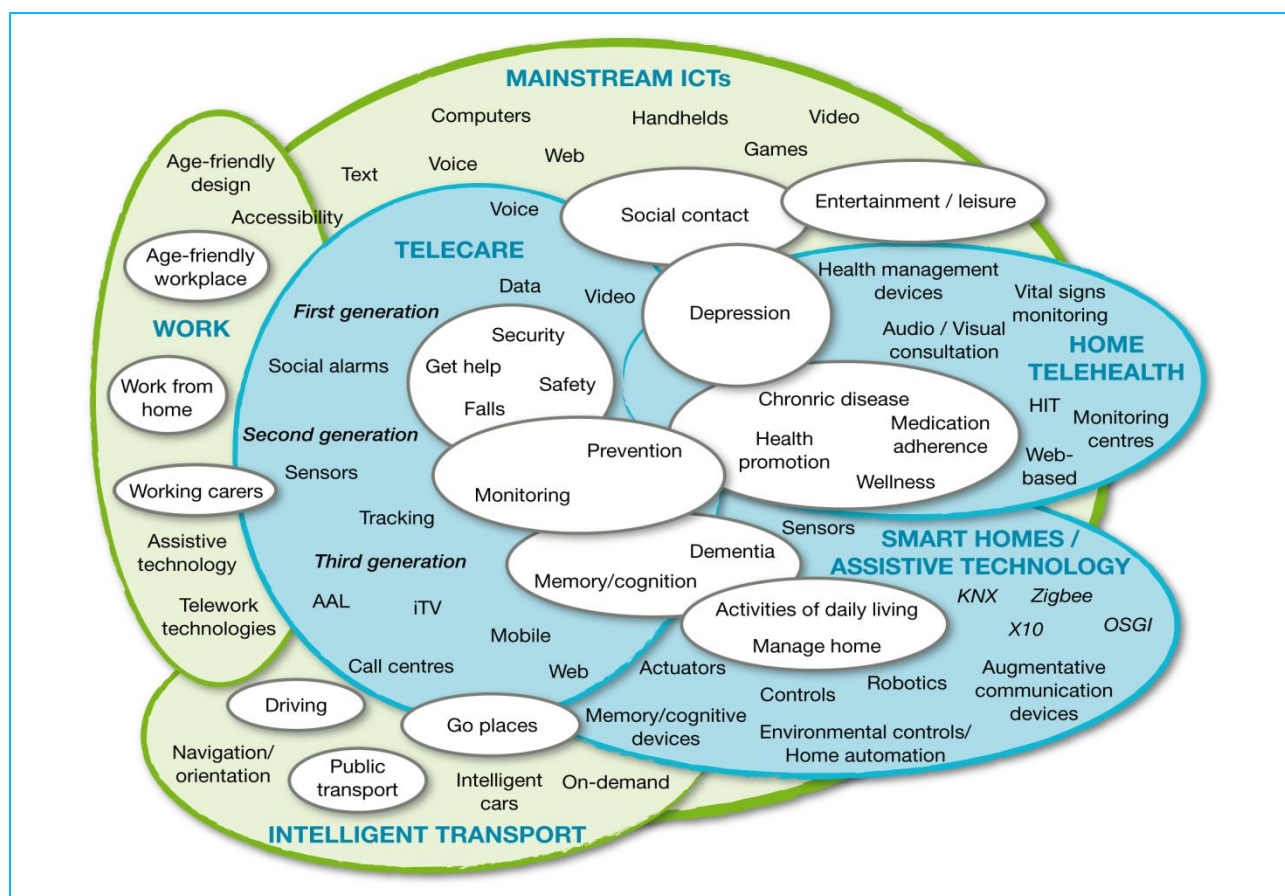 MAINSTREAM ICTs
Computers
Handhelds
Video
Text
Voice
Web
Games
Age-friendly
design
Accessibility
Age-friendly
workplace
WORK
Work from
home
Working carers
Assistive
technology
Telework
technologies
Voice
Social contact
Entertainment / leisure
TELECARE
Data
Video
Depression
First generation
Social alarms
Security
Get help
Safety
Falls
Second generation
Sensors
Prevention
Monitoring
Tracking
Third generation
Dementia
Memory/cognition
AAL
iTV
Mobile
Call centres
Web
Health management
devices
Vital signs
monitoring
Audio / Visual
consultation
HOME
TELEHEALTH
Chronric disease
Medication
adherence
Health
promotion
Wellness
HIT
Monitoring
centres
Web-
based
Sensors
SMART HOMES /
ASSISTIVE TECHNOLOGY
Activities of daily living
Manage home
KNX
Zigbee
X10
OSGI
Actuators
Controls
Robotics
Augmentative
communication
devices
Memory/cognitive
devices
Environmental controls/
Home automation
Driving
Go places
Navigation/
orientation
Public
transport
Intelligent
cars
On-demand
INTELLIGENT TRANSPORT